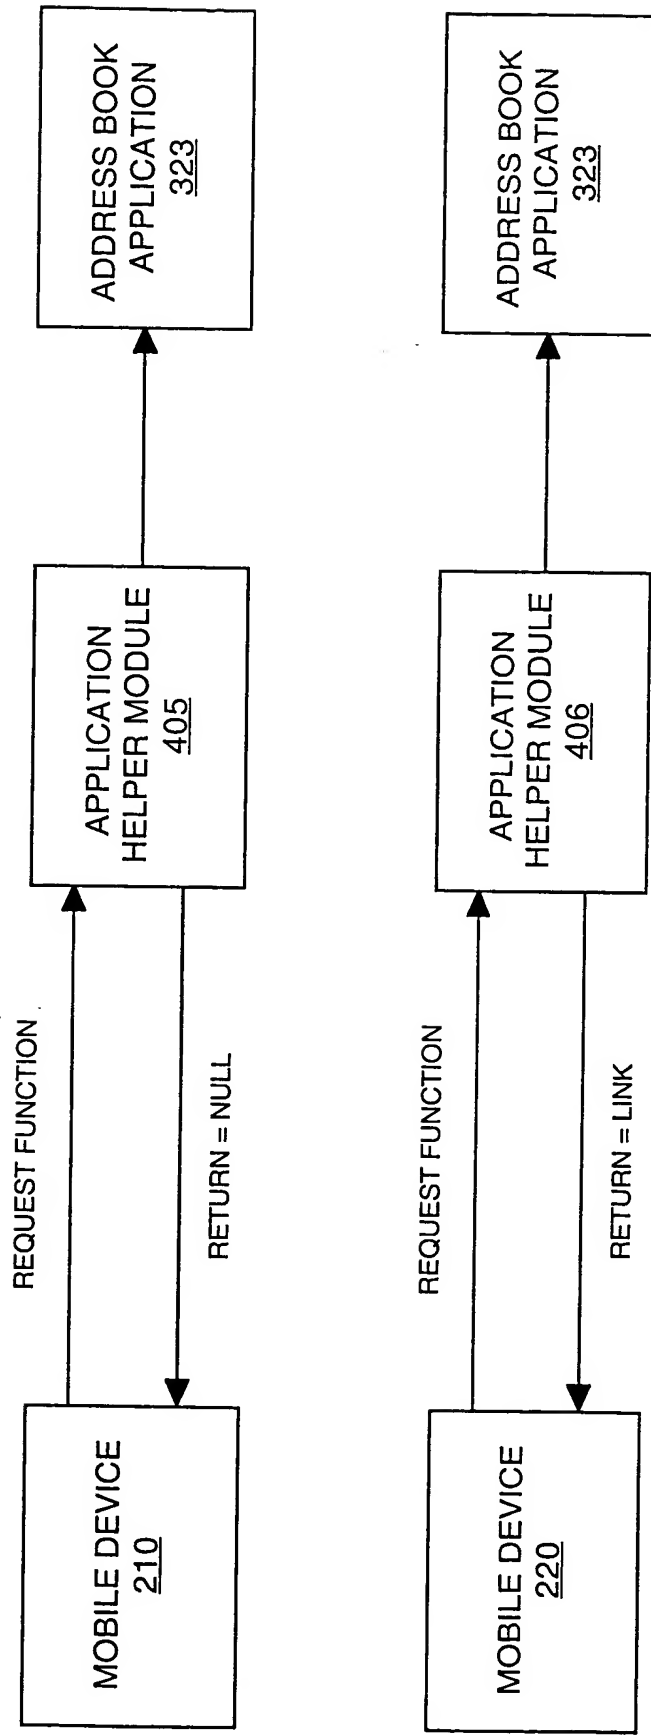 MOBILE DEVICE
210
REQUEST FUNCTION
RETURN = NULL
APPLICATION
HELPER MODULE
405
ADDRESS BOOK
APPLICATION
323
MOBILE DEVICE
220
REQUEST FUNCTION
RETURN = LINK
APPLICATION
HELPER MODULE
406
ADDRESS BOOK
APPLICATION
323